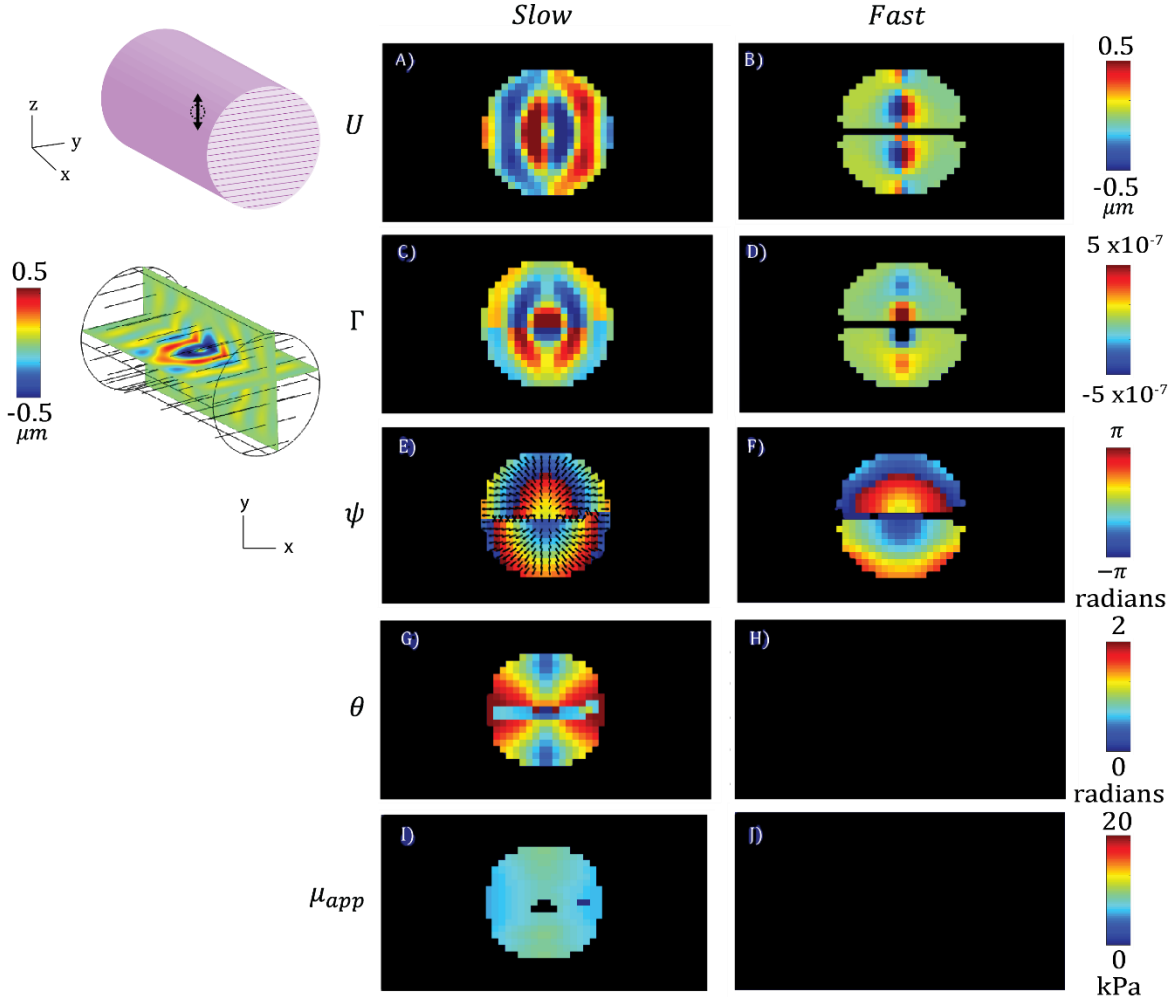 Slow
Fast
z
y
x
U
A)
B)
0.5
-0.5
μm
0.5
-0.5
μm
Γ
C)
D)
5 x10⁻⁷
-5 x10⁻⁷
y
x
ψ
E)
F)
π
−π
radians
θ
G)
H)
2
0
radians
μapp
I)
J)
20
0
kPa